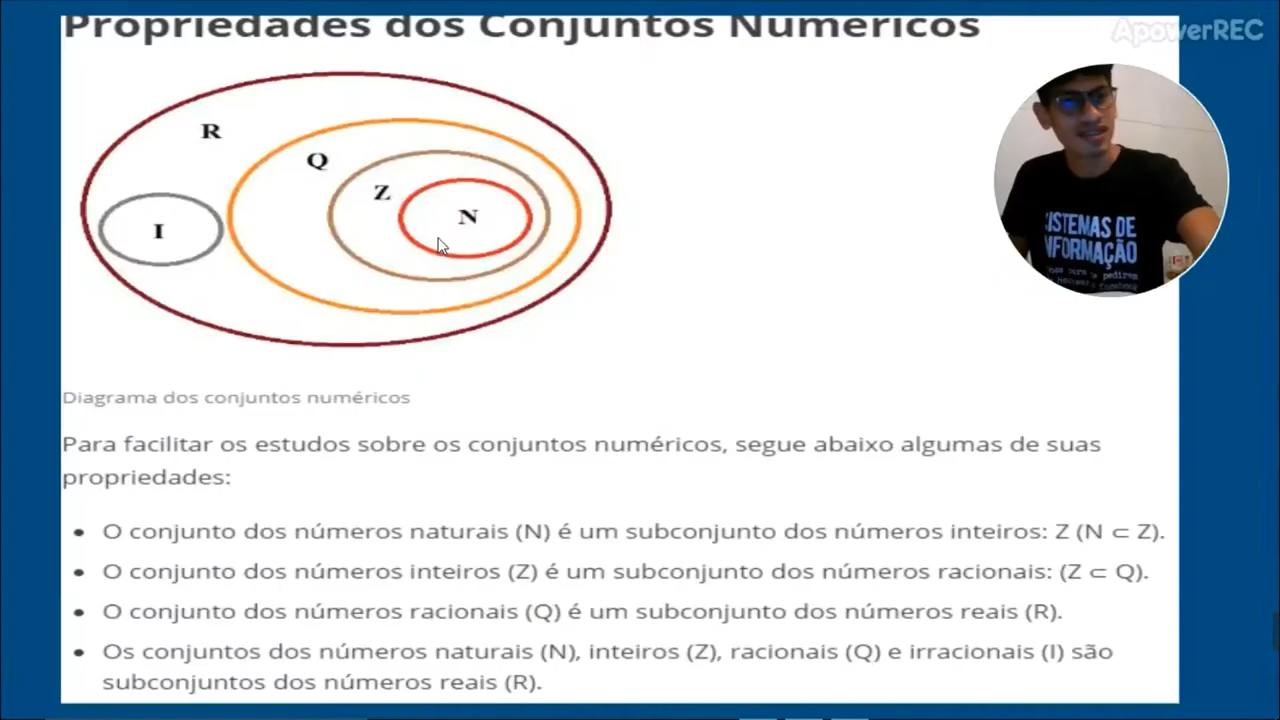 Propriedades dos Conjuntos Numéricos
ApowerREC
R
Q
Z
N
I
SISTEMAS DE
INFORMAÇÃO
pedirem
Diagrama dos conjuntos numéricos
Para facilitar os estudos sobre os conjuntos numéricos, segue abaixo algumas de suas
propriedades:
• O conjunto dos números naturais (N) é um subconjunto dos números inteiros: Z (N ⊂ Z).
• O conjunto dos números inteiros (Z) é um subconjunto dos números racionais: (Z ⊂ Q).
• O conjunto dos números racionais (Q) é um subconjunto dos números reais (R).
• Os conjuntos dos números naturais (N), inteiros (Z), racionais (Q) e irracionais (I) são
subconjuntos dos números reais (R).